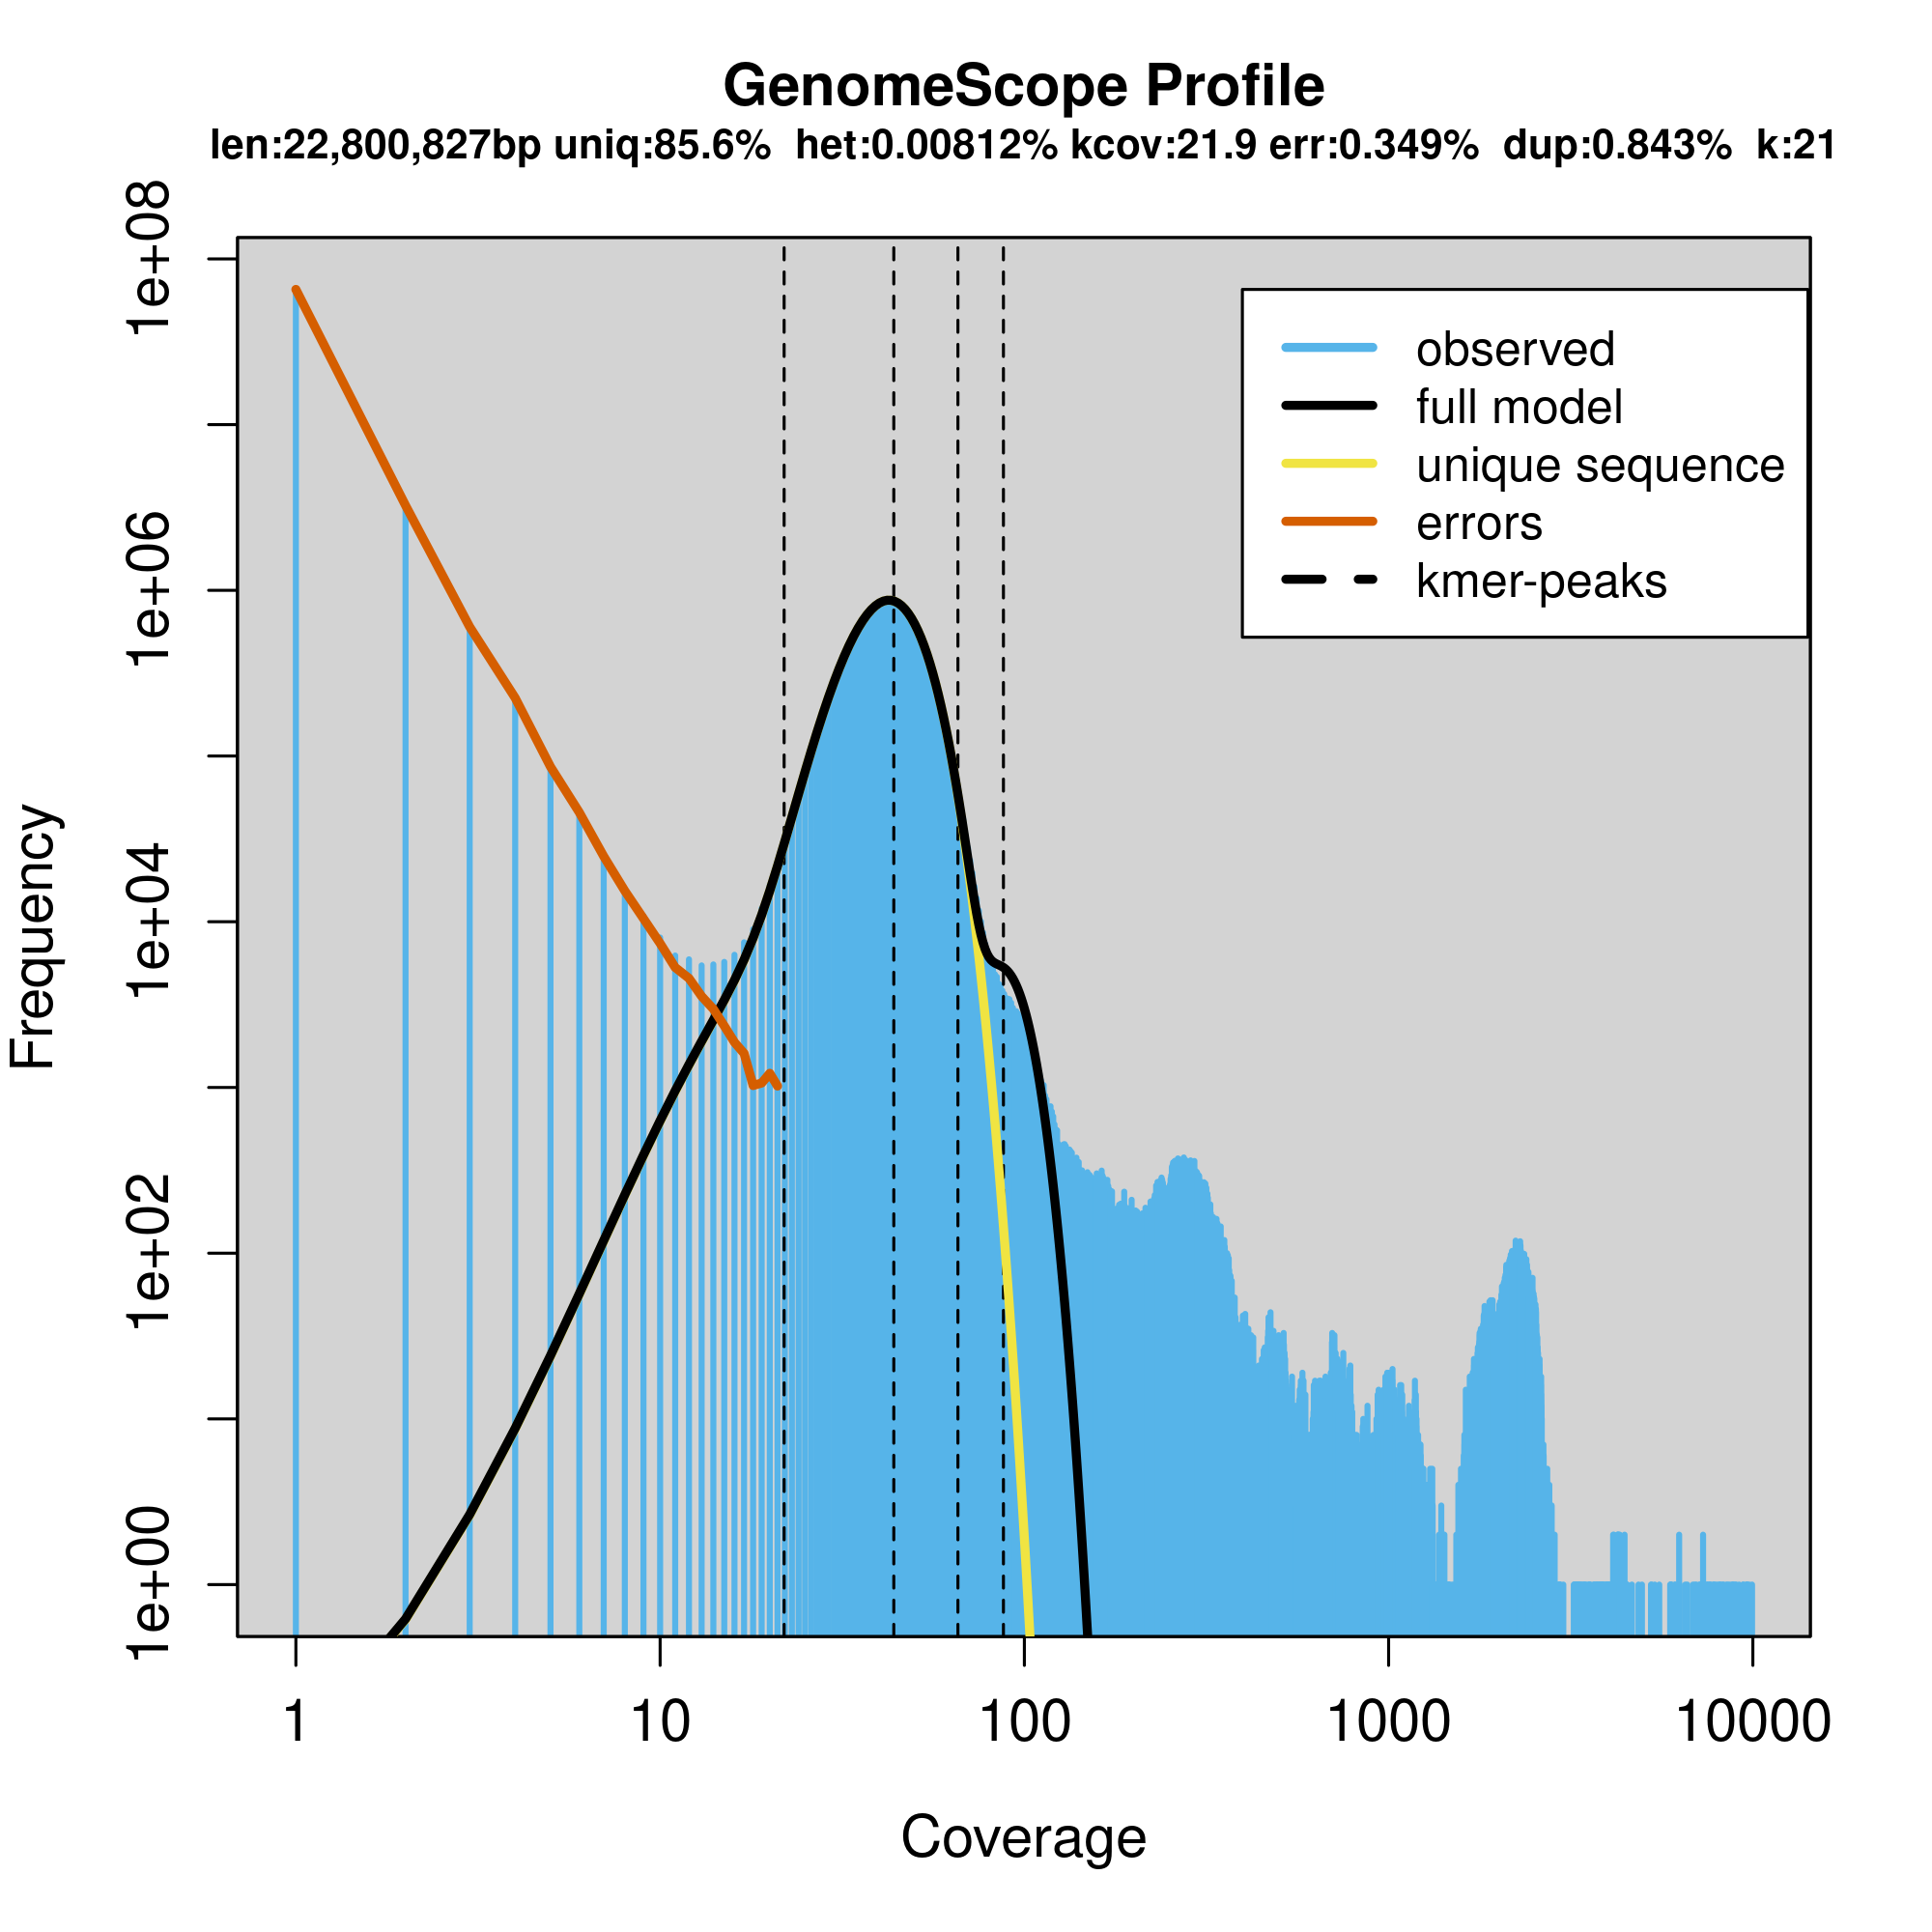 GenomeScope Profile
len:22,800,827bp uniq:85.6% het:0.00812% kcov:21.9 err:0.349% dup:0.843% k:21
1e+08
1e+06
1e+04
1e+02
1e+00
Frequency
observed
full model
unique sequence
errors
kmer-peaks
1 10 100 1000 10000
Coverage